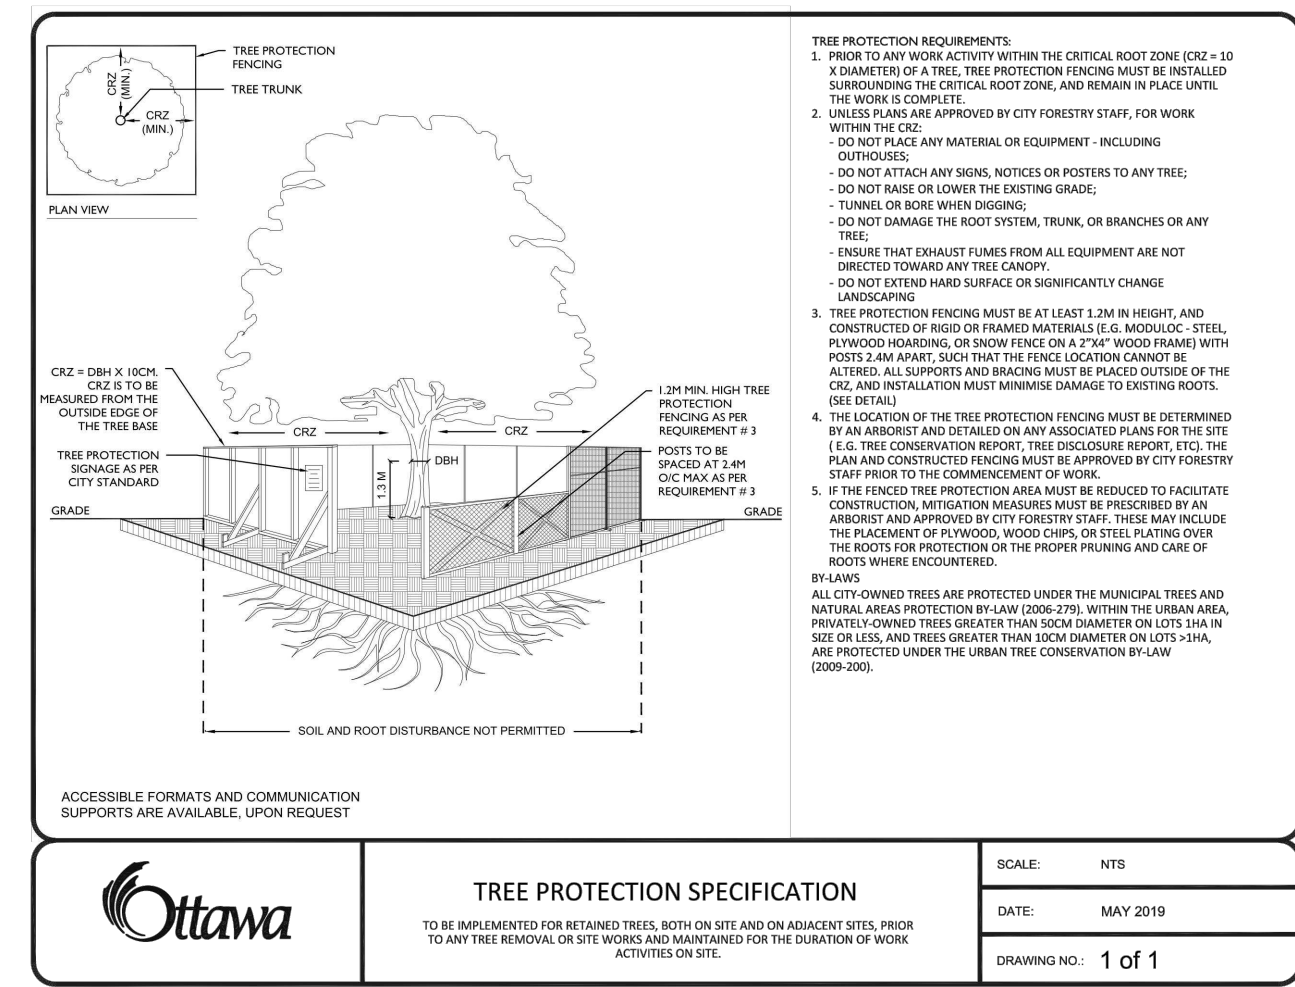 TREE PROTECTION
FENCING
TREE TRUNK
CRZ
(MIN.)
CRZ
(MIN.)
PLAN VIEW
CRZ = DBH X 10CM.
CRZ IS TO BE
MEASURED FROM THE
OUTSIDE EDGE OF
THE TREE BASE
TREE PROTECTION
SIGNAGE AS PER
CITY STANDARD
GRADE
CRZ
CRZ
DBH
1.3 M
1.2M MIN. HIGH TREE
PROTECTION
FENCING AS PER
REQUIREMENT # 3
POSTS TO BE
SPACED AT 2.4M
O/C MAX AS PER
REQUIREMENT # 3
GRADE
SOIL AND ROOT DISTURBANCE NOT PERMITTED
ACCESSIBLE FORMATS AND COMMUNICATION
SUPPORTS ARE AVAILABLE, UPON REQUEST
TREE PROTECTION REQUIREMENTS:
1. PRIOR TO ANY WORK ACTIVITY WITHIN THE CRITICAL ROOT ZONE (CRZ = 10
X DIAMETER) OF A TREE, TREE PROTECTION FENCING MUST BE INSTALLED
SURROUNDING THE CRITICAL ROOT ZONE, AND REMAIN IN PLACE UNTIL
THE WORK IS COMPLETE.
2. UNLESS PLANS ARE APPROVED BY CITY FORESTRY STAFF, FOR WORK
WITHIN THE CRZ:
- DO NOT PLACE ANY MATERIAL OR EQUIPMENT - INCLUDING
OUTHOUSES;
- DO NOT ATTACH ANY SIGNS, NOTICES OR POSTERS TO ANY TREE;
- DO NOT RAISE OR LOWER THE EXISTING GRADE;
- TUNNEL OR BORE WHEN DIGGING;
- DO NOT DAMAGE THE ROOT SYSTEM, TRUNK, OR BRANCHES OR ANY
TREE;
- ENSURE THAT EXHAUST FUMES FROM ALL EQUIPMENT ARE NOT
DIRECTED TOWARD ANY TREE CANOPY.
- DO NOT EXTEND HARD SURFACE OR SIGNIFICANTLY CHANGE
LANDSCAPING
3. TREE PROTECTION FENCING MUST BE AT LEAST 1.2M IN HEIGHT, AND
CONSTRUCTED OF RIGID OR FRAMED MATERIALS (E.G. MODULOC - STEEL,
PLYWOOD HOARDING, OR SNOW FENCE ON A 2"X4" WOOD FRAME) WITH
POSTS 2.4M APART, SUCH THAT THE FENCE LOCATION CANNOT BE
ALTERED. ALL SUPPORTS AND BRACING MUST BE PLACED OUTSIDE OF THE
CRZ, AND INSTALLATION MUST MINIMISE DAMAGE TO EXISTING ROOTS.
(SEE DETAIL)
4. THE LOCATION OF THE TREE PROTECTION FENCING MUST BE DETERMINED
BY AN ARBORIST AND DETAILED ON ANY ASSOCIATED PLANS FOR THE SITE
( E.G. TREE CONSERVATION REPORT, TREE DISCLOSURE REPORT, ETC). THE
PLAN AND CONSTRUCTED FENCING MUST BE APPROVED BY CITY FORESTRY
STAFF PRIOR TO THE COMMENCEMENT OF WORK.
5. IF THE FENCED TREE PROTECTION AREA MUST BE REDUCED TO FACILITATE
CONSTRUCTION, MITIGATION MEASURES MUST BE PRESCRIBED BY AN
ARBORIST AND APPROVED BY CITY FORESTRY STAFF. THESE MAY INCLUDE
THE PLACEMENT OF PLYWOOD, WOOD CHIPS, OR STEEL PLATING OVER
THE ROOTS FOR PROTECTION OR THE PROPER PRUNING AND CARE OF
ROOTS WHERE ENCOUNTERED.
BY-LAWS
ALL CITY-OWNED TREES ARE PROTECTED UNDER THE MUNICIPAL TREES AND
NATURAL AREAS PROTECTION BY-LAW (2006-279). WITHIN THE URBAN AREA,
PRIVATELY-OWNED TREES GREATER THAN 50CM DIAMETER ON LOTS 1HA IN
SIZE OR LESS, AND TREES GREATER THAN 10CM DIAMETER ON LOTS >1HA,
ARE PROTECTED UNDER THE URBAN TREE CONSERVATION BY-LAW
(2009-200).
Ottawa
TREE PROTECTION SPECIFICATION
TO BE IMPLEMENTED FOR RETAINED TREES, BOTH ON SITE AND ON ADJACENT SITES, PRIOR
TO ANY TREE REMOVAL OR SITE WORKS AND MAINTAINED FOR THE DURATION OF WORK
ACTIVITIES ON SITE.
SCALE: NTS
DATE: MAY 2019
DRAWING NO.: 1 of 1